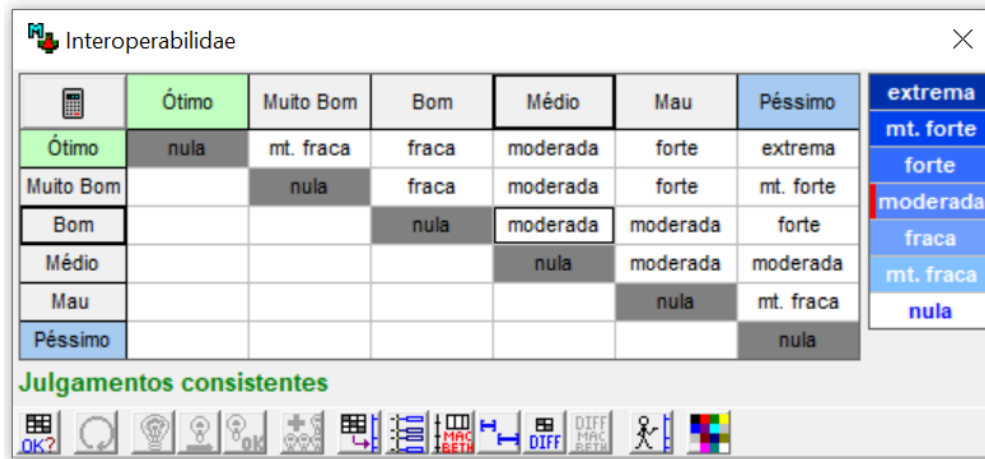 Interoperabilidae
Ótimo Muito Bom Bom Médio Mau Péssimo extrema
mt. forte
Ótimo nula mt. fraca fraca moderada forte extrema
forte
Muito Bom nula fraca moderada forte mt. forte
moderada
Bom nula moderada moderada forte
fraca
Médio nula moderada moderada
mt. fraca
Mau nula mt. fraca
nula
Péssimo nula
Julgamentos consistentes
OK? OK MAC BETH DIFF DIFF MAC BETH